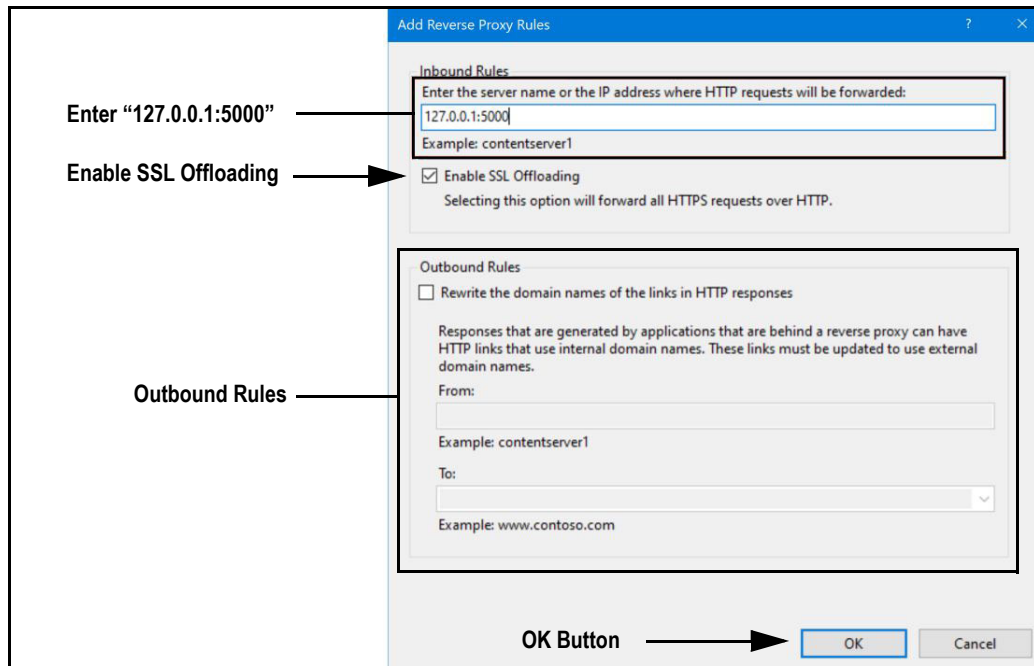 Add Reverse Proxy Rules
Inbound Rules
Enter the server name or the IP address where HTTP requests will be forwarded:
Enter “127.0.0.1:5000”
127.0.0.1:5000
Example: contentserver1
Enable SSL Offloading
Enable SSL Offloading
Selecting this option will forward all HTTPS requests over HTTP.
Outbound Rules
Rewrite the domain names of the links in HTTP responses
Responses that are generated by applications that are behind a reverse proxy can have
HTTP links that use internal domain names. These links must be updated to use external
domain names.
Outbound Rules
From:
Example: contentserver1
To:
Example: www.contoso.com
OK Button
OK
Cancel